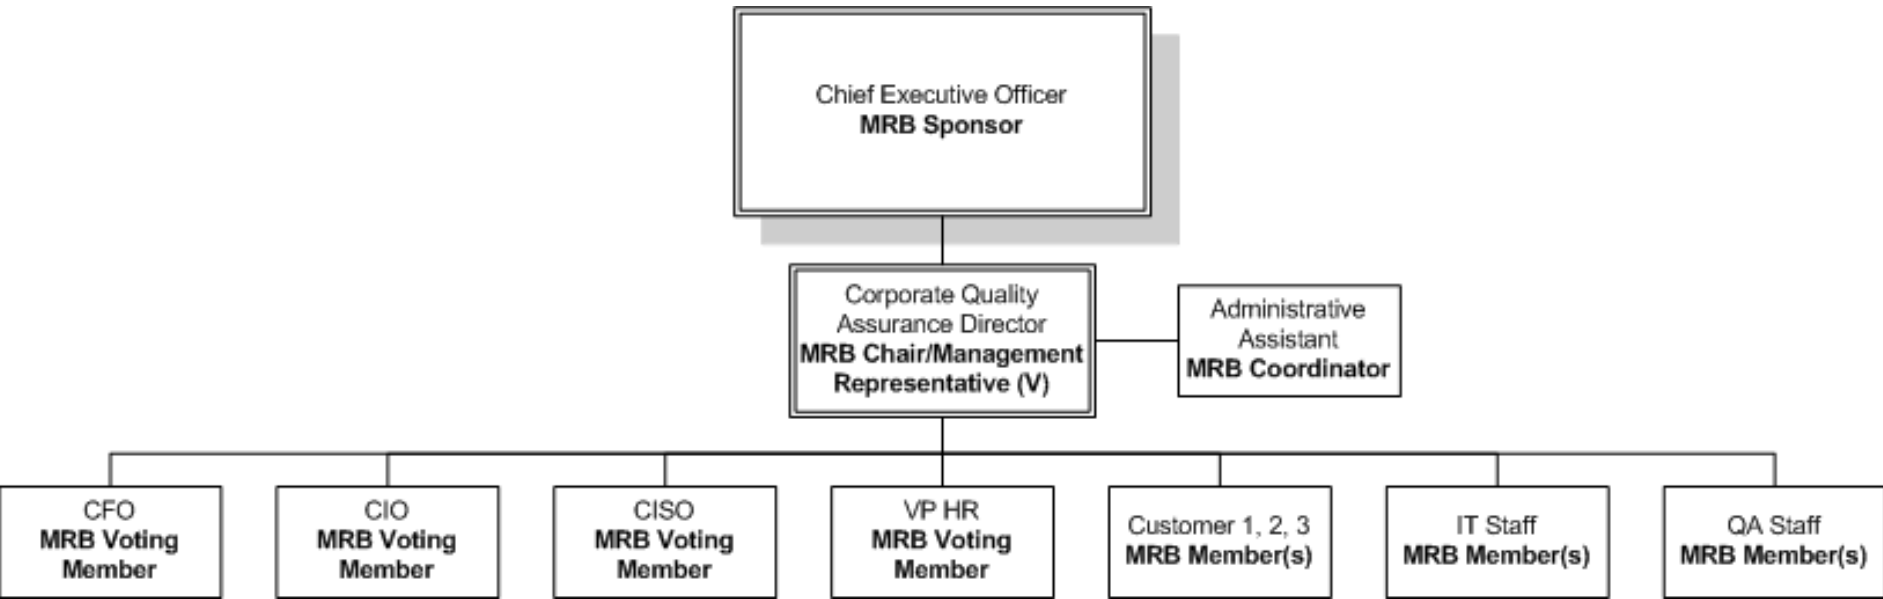 Chief Executive Officer
MRB Sponsor
Corporate Quality
Assurance Director
MRB Chair/Management
Representative (V)
Administrative
Assistant
MRB Coordinator
CFO
MRB Voting
Member
CIO
MRB Voting
Member
CISO
MRB Voting
Member
VP HR
MRB Voting
Member
Customer 1, 2, 3
MRB Member(s)
IT Staff
MRB Member(s)
QA Staff
MRB Member(s)